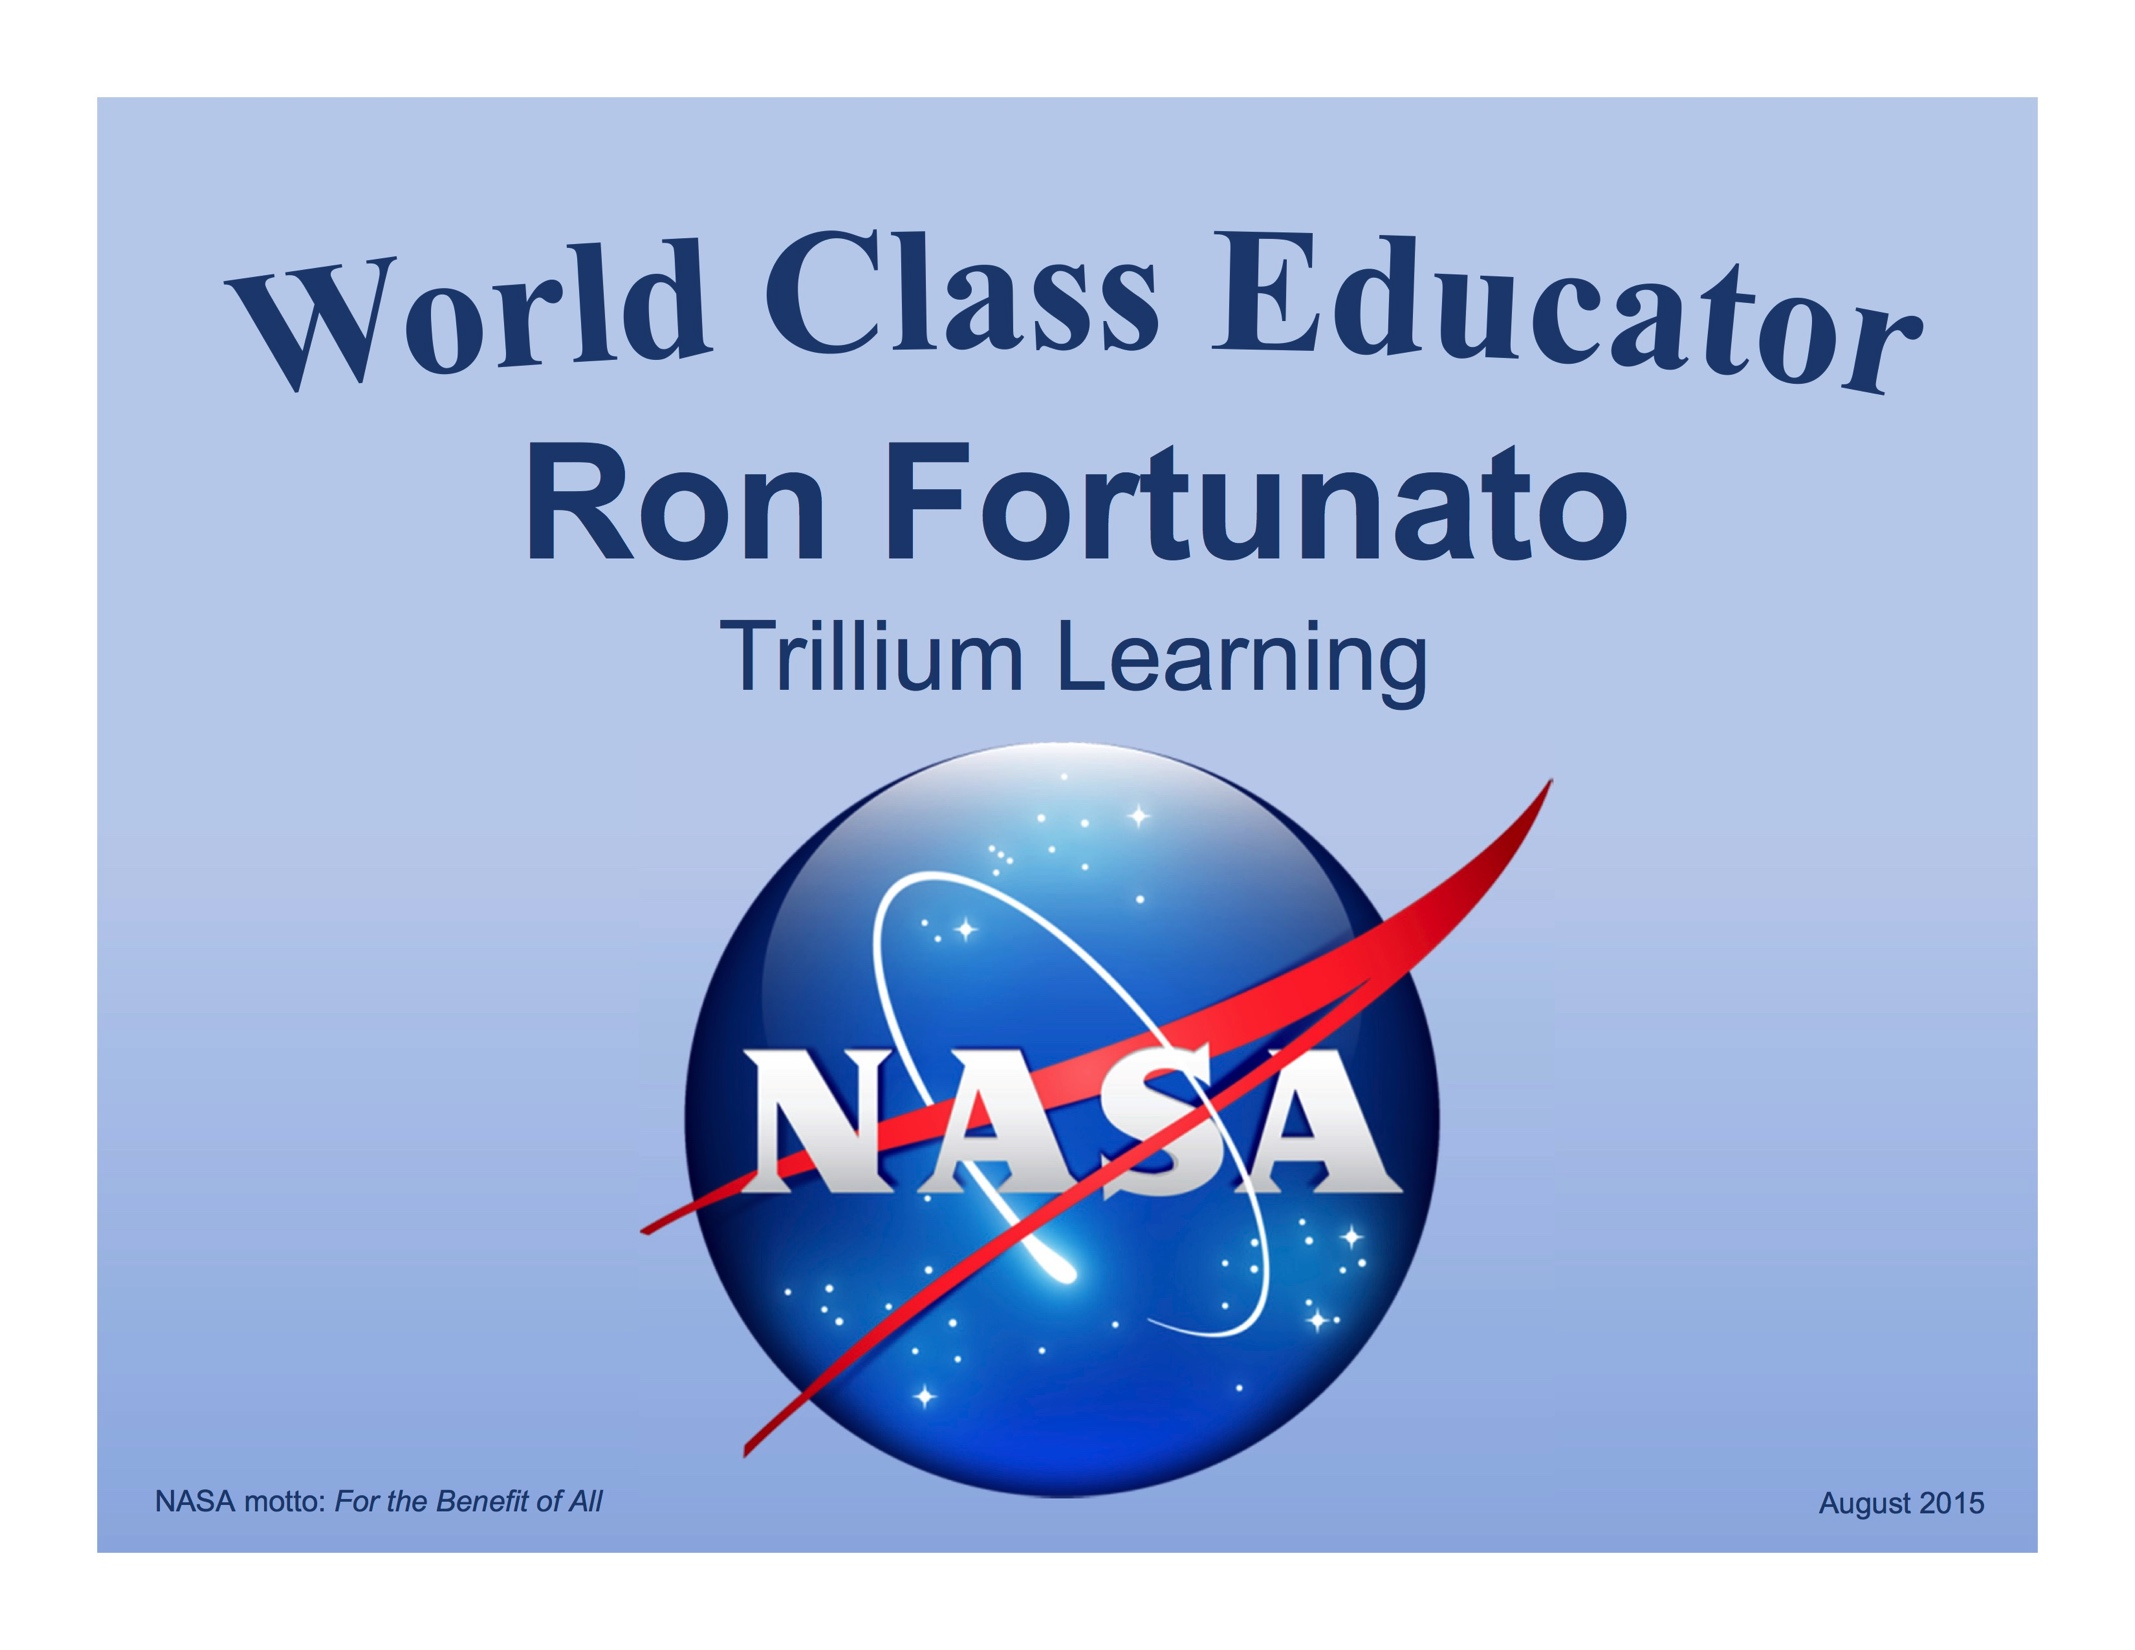 World Class Educator
Ron Fortunato
Trillium Learning
NASA
NASA motto: For the Benefit of All
August 2015